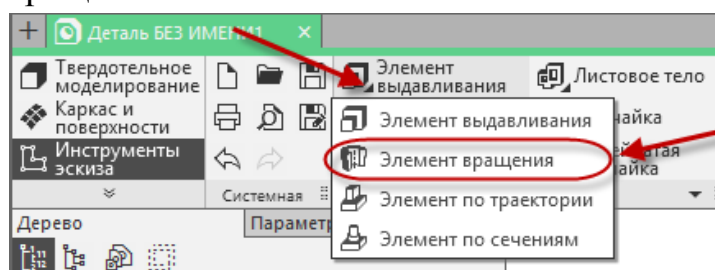 Деталь БЕЗ ИМЕНИ1
Твердотельное
моделирование
Элемент
выдавливания
Листовое тело
Каркас и
поверхности
Элемент выдавливания
Инструменты
эскиза
Элемент вращения
Системная
Элемент по траектории
Дерево
Элемент по сечениям